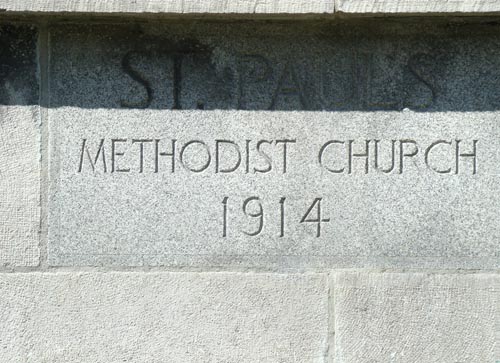 ST. PAUL'S
METHODIST CHURCH
1914